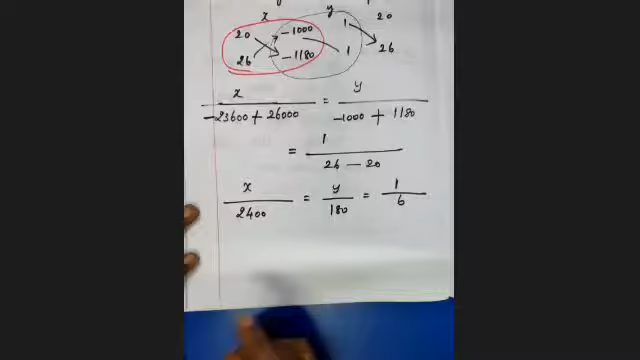 x y 1 20
20 -1000 1 26
26 -1180 1
x / -23600 + 26000 = y / -1000 + 1180
= 1 / 26 - 20
x / 2400 = y / 180 = 1 / 6